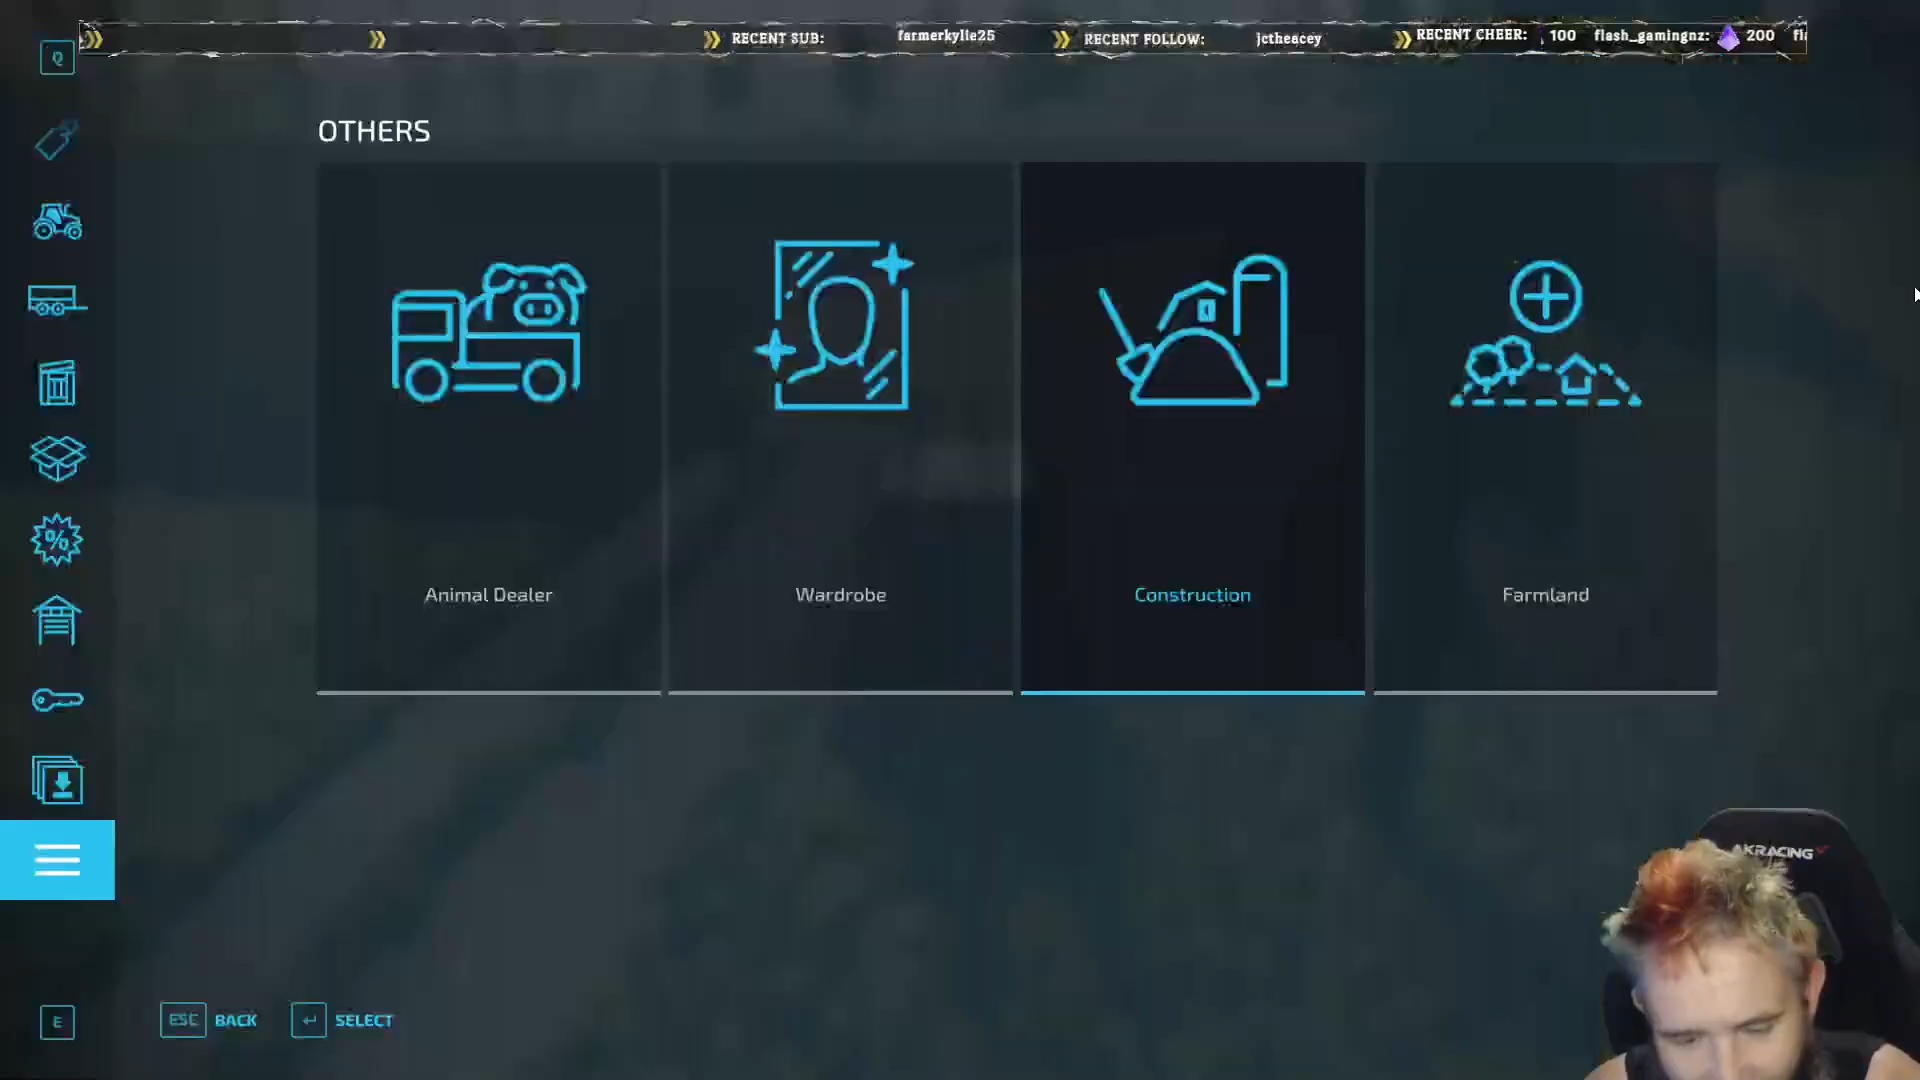 RECENT SUB: farmerkylie25 RECENT FOLLOW: jctheacey RECENT CHEER: 100 flash_gamingnz: 200
Q
OTHERS
Animal Dealer
Wardrobe
Construction
Farmland
AKRACING
E
ESC BACK
SELECT